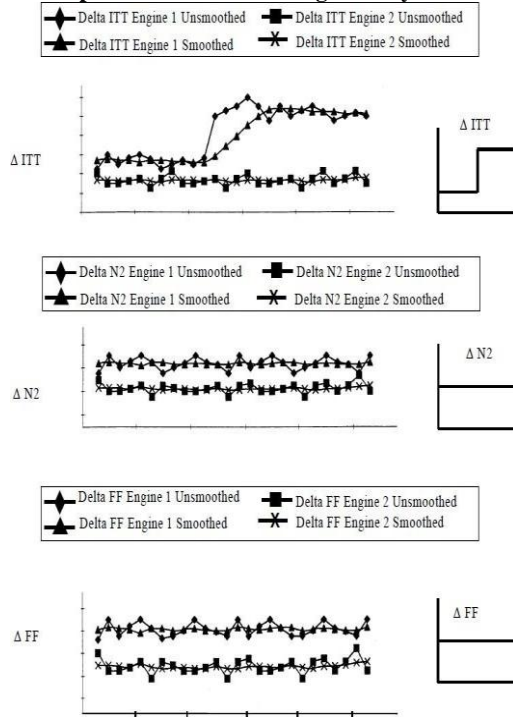 Delta ITT Engine 1 Unsmoothed Delta ITT Engine 2 Unsmoothed
Delta ITT Engine 1 Smoothed Delta ITT Engine 2 Smoothed
Δ ITT
Δ ITT
Delta N2 Engine 1 Unsmoothed Delta N2 Engine 2 Unsmoothed
Delta N2 Engine 1 Smoothed Delta N2 Engine 2 Smoothed
Δ N2
Δ N2
Delta FF Engine 1 Unsmoothed Delta FF Engine 2 Unsmoothed
Delta FF Engine 1 Smoothed Delta FF Engine 2 Smoothed
Δ FF
Δ FF